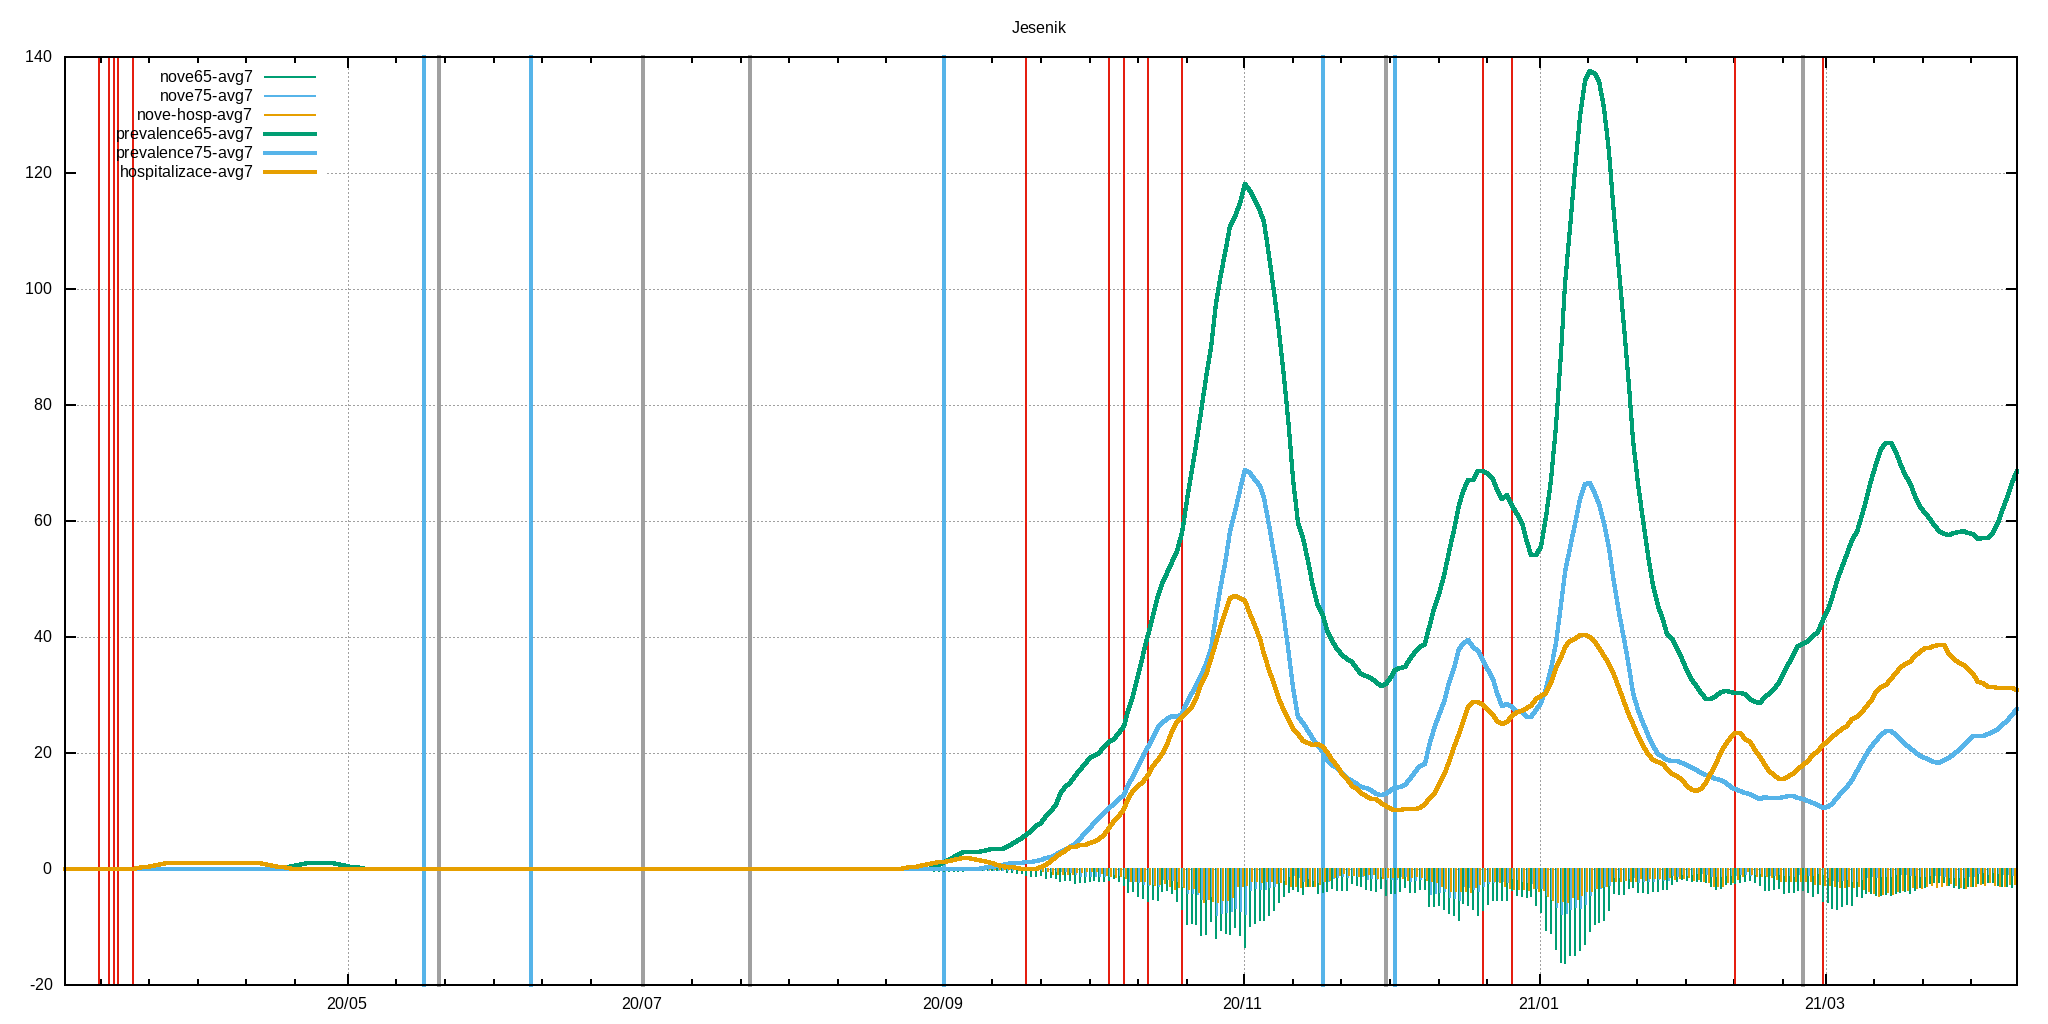 Jesenik
140
nove65-avg7
nove75-avg7
nove-hosp-avg7
prevalence65-avg7
prevalence75-avg7
hospitalizace-avg7
120
100
80
60
40
20
0
-20
20/05 20/07 20/09 20/11 21/01 21/03